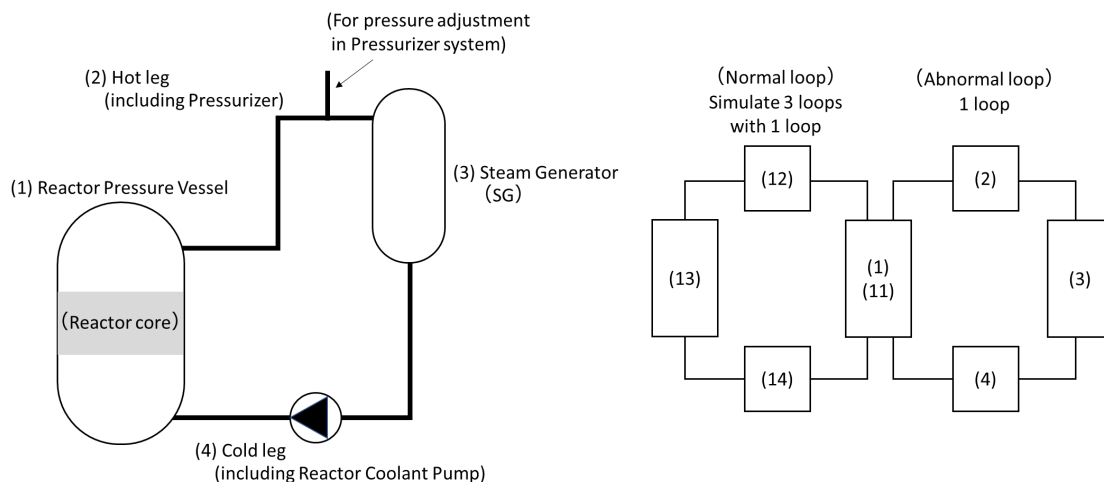 (For pressure adjustment
in Pressurizer system)
(2) Hot leg
(including Pressurizer)
(3) Steam Generator
(SG)
(1) Reactor Pressure Vessel
(Reactor core)
(4) Cold leg
(including Reactor Coolant Pump)
(Normal loop)
Simulate 3 loops
with 1 loop
(Abnormal loop)
1 loop
(12)
(2)
(13)
(1)
(11)
(3)
(14)
(4)